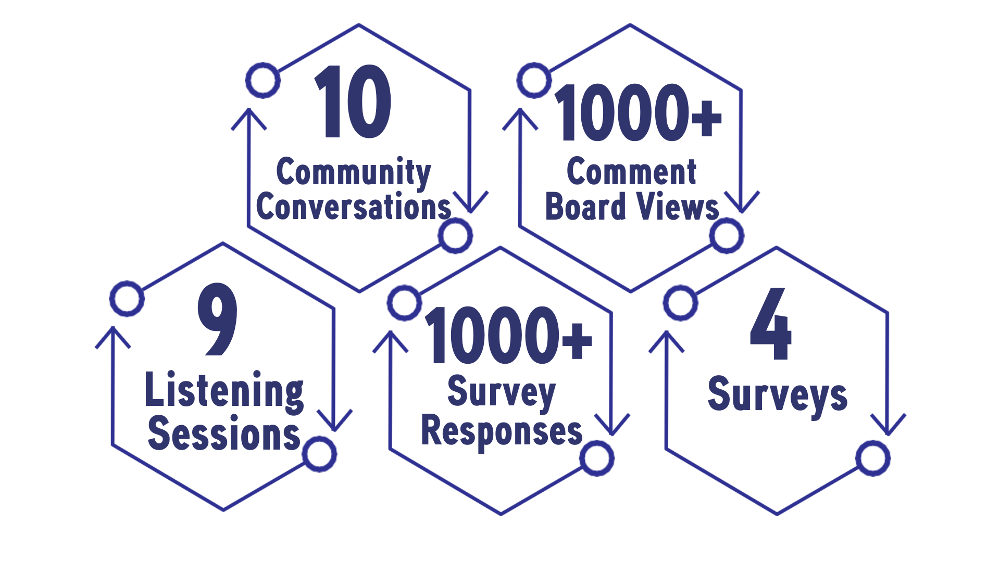 10
Community
Conversations
1000+
Comment
Board Views
9
Listening
Sessions
1000+
Survey
Responses
4
Surveys